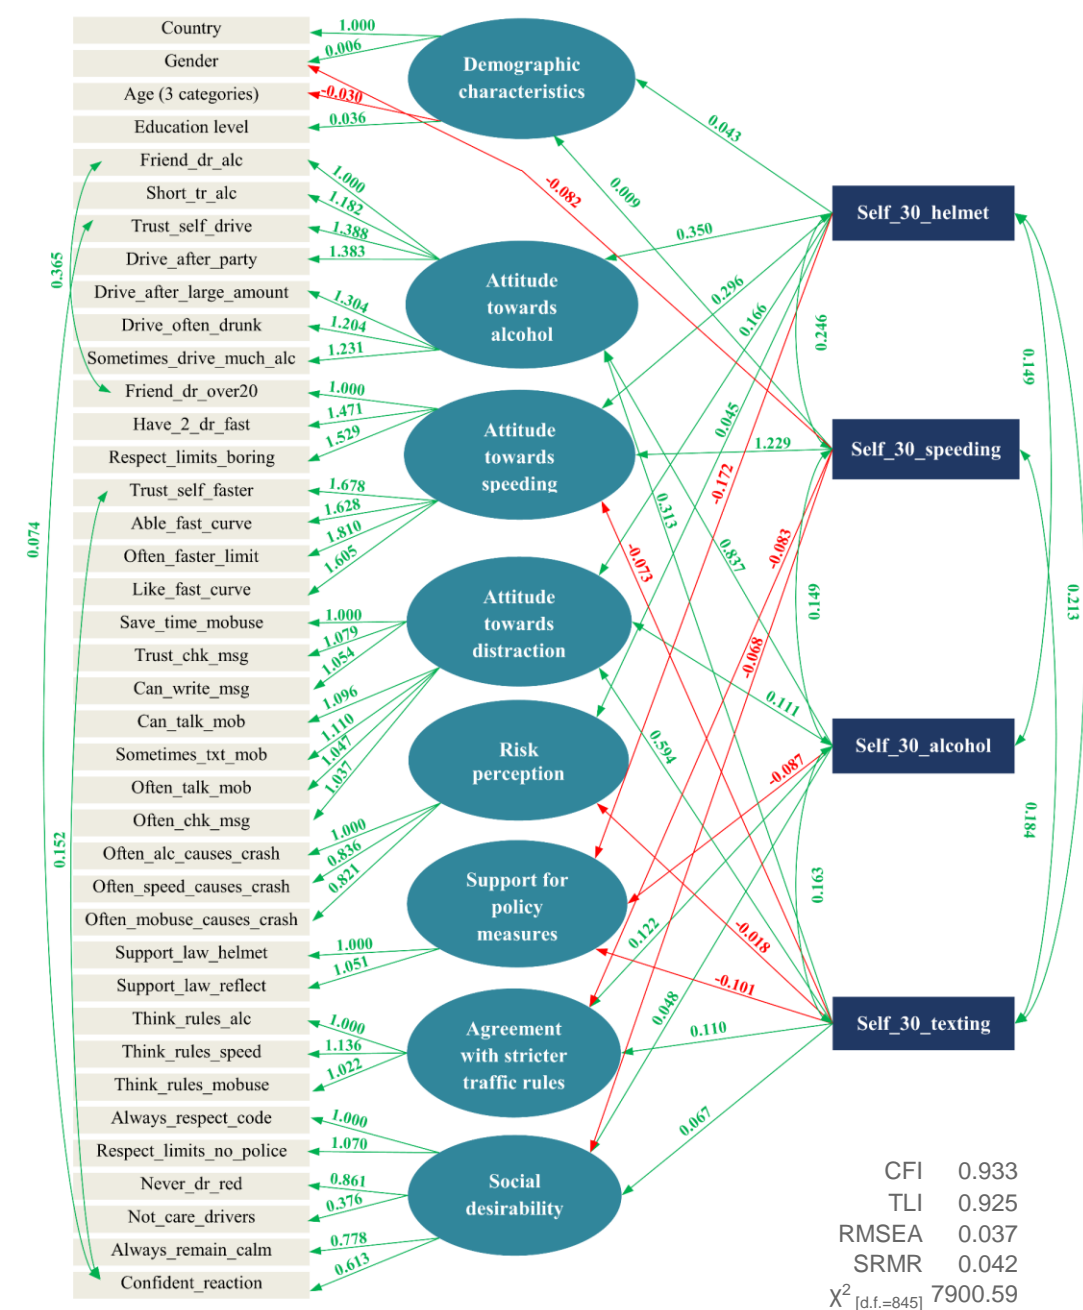 Country
Gender
Age (3 categories)
Education level
Friend_dr_alc
Short_tr_alc
Trust_self_drive
Drive_after_party
Drive_after_large_amount
Drive_often_drunk
Sometimes_drive_much_alc
Friend_dr_over20
Have_2_dr_fast
Respect_limits_boring
Trust_self_faster
Able_fast_curve
Often_faster_limit
Like_fast_curve
Save_time_mobuse
Trust_chk_msg
Can_write_msg
Can_talk_mob
Sometimes_txt_mob
Often_talk_mob
Often_chk_msg
Often_alc_causes_crash
Often_speed_causes_crash
Often_mobuse_causes_crash
Support_law_helmet
Support_law_reflect
Think_rules_alc
Think_rules_speed
Think_rules_mobuse
Always_respect_code
Respect_limits_no_police
Never_dr_red
Not_care_drivers
Always_remain_calm
Confident_reaction
0.365
0.074
0.152
1.000
0.006
-0.030
0.036
1.000
1.182
1.388
1.383
1.304
1.204
1.231
1.000
1.471
1.529
1.678
1.628
1.810
1.605
1.000
1.079
1.054
1.096
1.110
1.047
1.037
1.000
0.836
0.821
1.000
1.051
1.000
1.136
1.022
1.000
1.070
0.861
0.376
0.778
0.613
Demographic
characteristics
Attitude
towards
alcohol
Attitude
towards
speeding
Attitude
towards
distraction
Risk
perception
Support for
policy
measures
Agreement
with stricter
traffic rules
Social
desirability
0.043
-0.082
0.009
0.350
0.296
0.166
0.246
0.045
-0.172
1.229
0.313
0.837
-0.083
-0.073
0.149
-0.068
0.111
0.594
-0.087
0.163
0.122
-0.018
-0.101
0.048
0.110
0.067
Self_30_helmet
Self_30_speeding
Self_30_alcohol
Self_30_texting
0.149
0.213
0.184
CFI 0.933
TLI 0.925
RMSEA 0.037
SRMR 0.042
χ² [d.f.=845] 7900.59